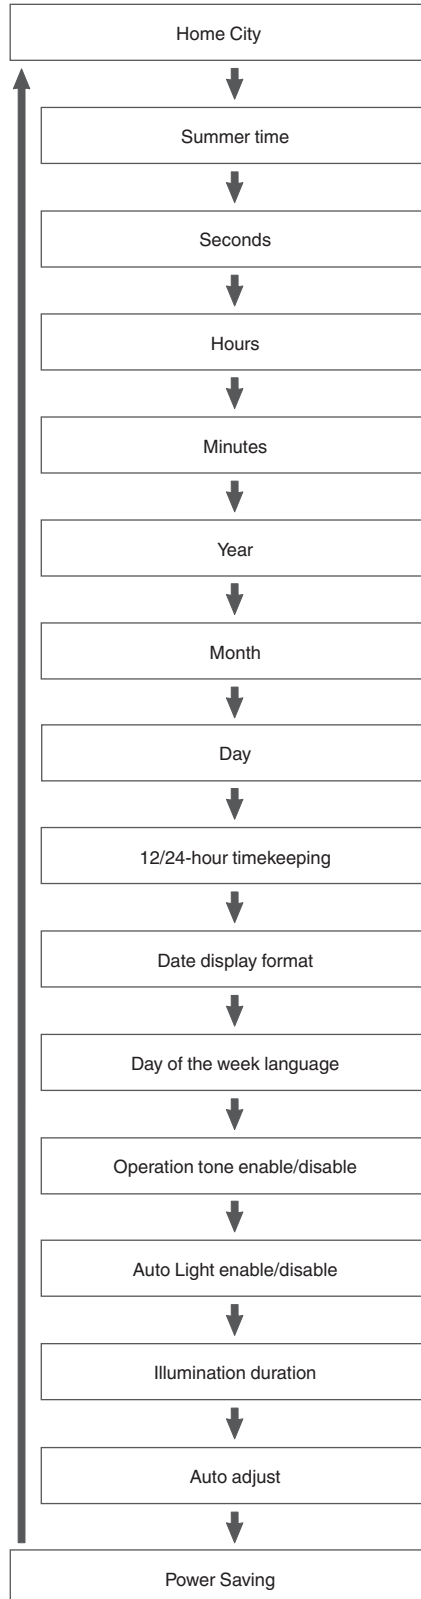 Home City
Summer time
Seconds
Hours
Minutes
Year
Month
Day
12/24-hour timekeeping
Date display format
Day of the week language
Operation tone enable/disable
Auto Light enable/disable
Illumination duration
Auto adjust
Power Saving